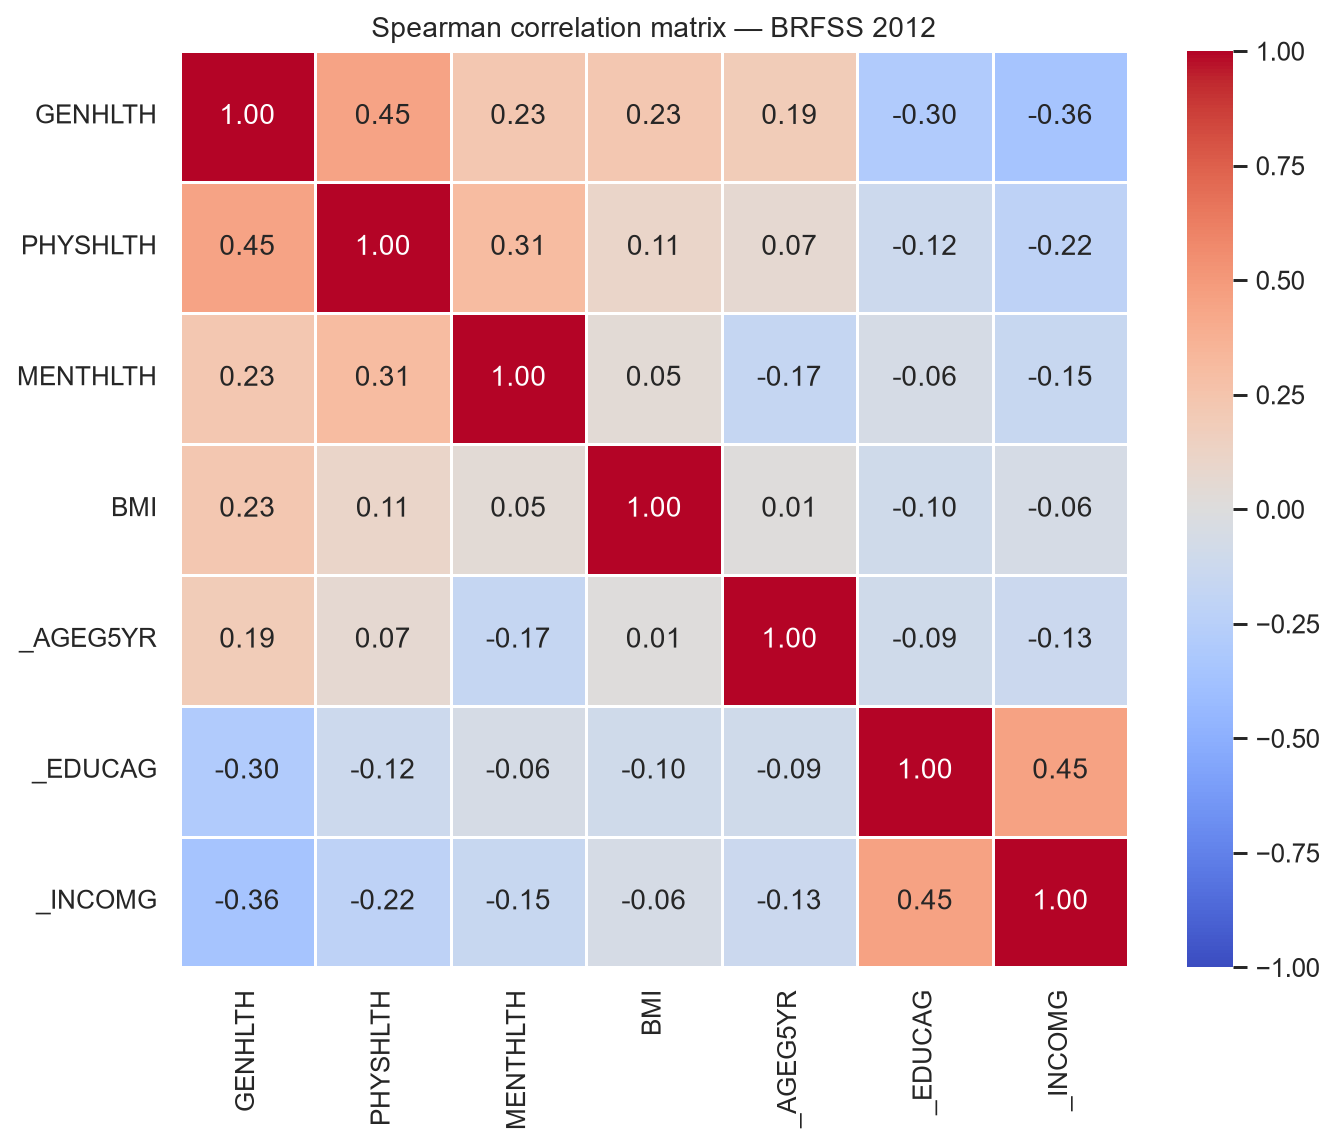 Spearman correlation matrix — BRFSS 2012
GENHLTH 1.00 0.45 0.23 0.23 0.19 -0.30 -0.36
PHYSHLTH 0.45 1.00 0.31 0.11 0.07 -0.12 -0.22
MENTHLTH 0.23 0.31 1.00 0.05 -0.17 -0.06 -0.15
BMI 0.23 0.11 0.05 1.00 0.01 -0.10 -0.06
_AGEG5YR 0.19 0.07 -0.17 0.01 1.00 -0.09 -0.13
_EDUCAG -0.30 -0.12 -0.06 -0.10 -0.09 1.00 0.45
_INCOMG -0.36 -0.22 -0.15 -0.06 -0.13 0.45 1.00
GENHLTH PHYSHLTH MENTHLTH BMI _AGEG5YR _EDUCAG _INCOMG
1.00
0.75
0.50
0.25
0.00
−0.25
−0.50
−0.75
−1.00